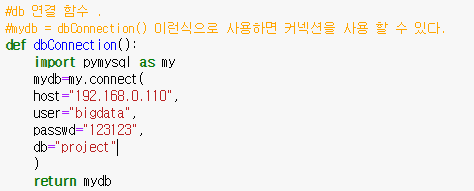 #db 연결 함수 .
#mydb = dbConnection() 이런식으로 사용하면 커넥션을 사용 할 수 있다.
def dbConnection():
    import pymysql as my
    mydb=my.connect(
    host="192.168.0.110",
    user="bigdata",
    passwd="123123",
    db="project"
    )
    return mydb